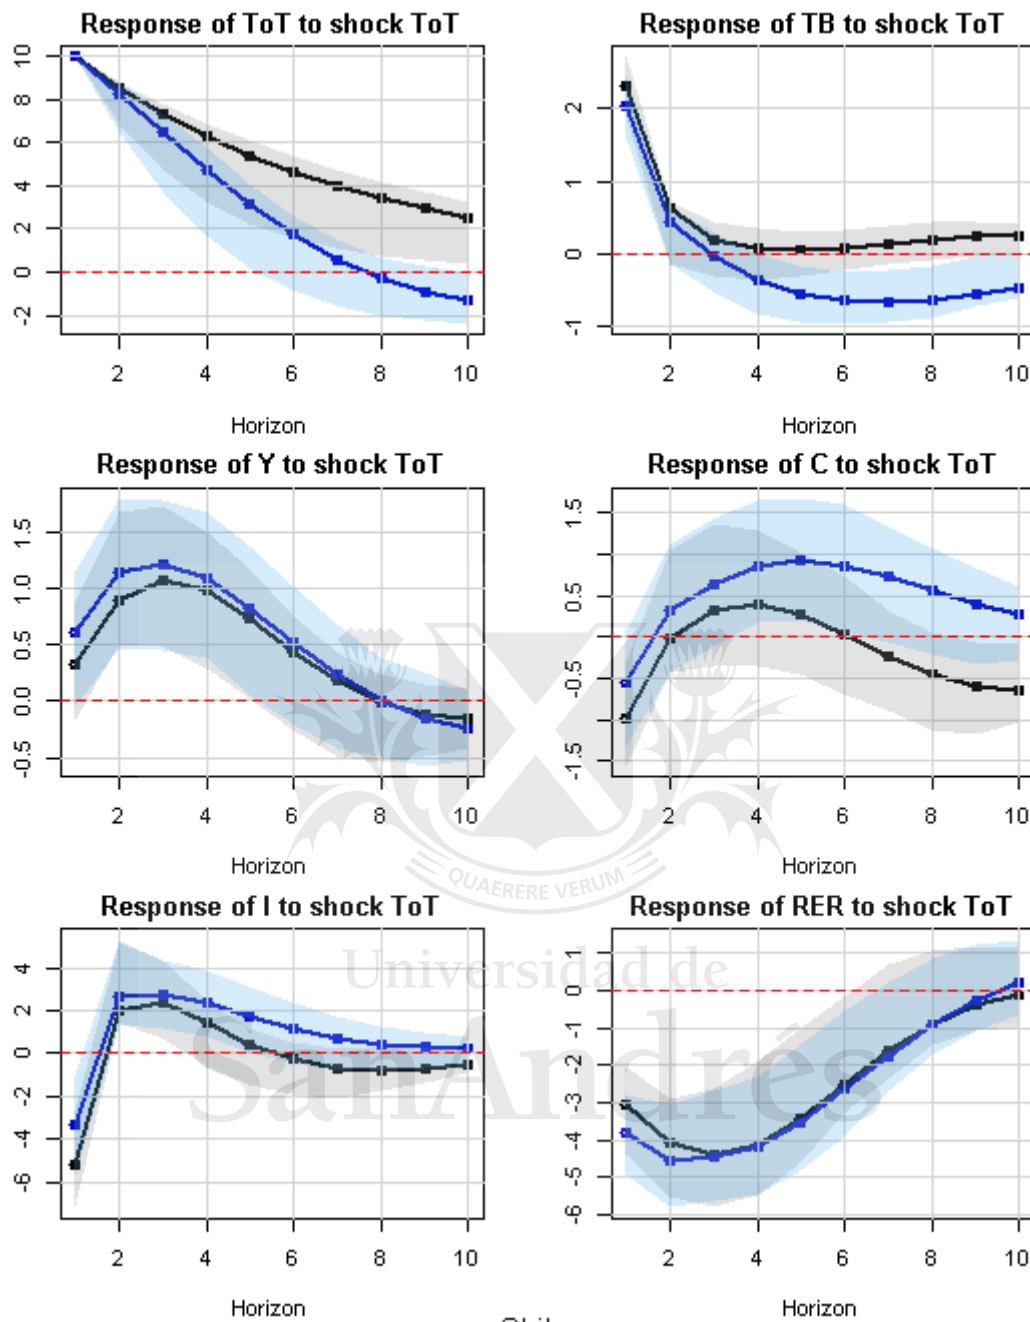 Response of ToT to shock ToT
10
8
6
4
2
0
-2
2 4 6 8 10
Horizon
Response of TB to shock ToT
2
1
0
-1
2 4 6 8 10
Horizon
Response of Y to shock ToT
1.5
1.0
0.5
0.0
-0.5
2 4 6 8 10
Horizon
Response of C to shock ToT
1.5
0.5
-0.5
-1.5
2 4 6 8 10
Horizon
QUAERERE VERUM
Universidad de
SanAndrés
Response of I to shock ToT
4
2
0
-2
-4
-6
2 4 6 8 10
Horizon
Response of RER to shock ToT
1
0
-1
-2
-3
-4
-5
-6
2 4 6 8 10
Horizon